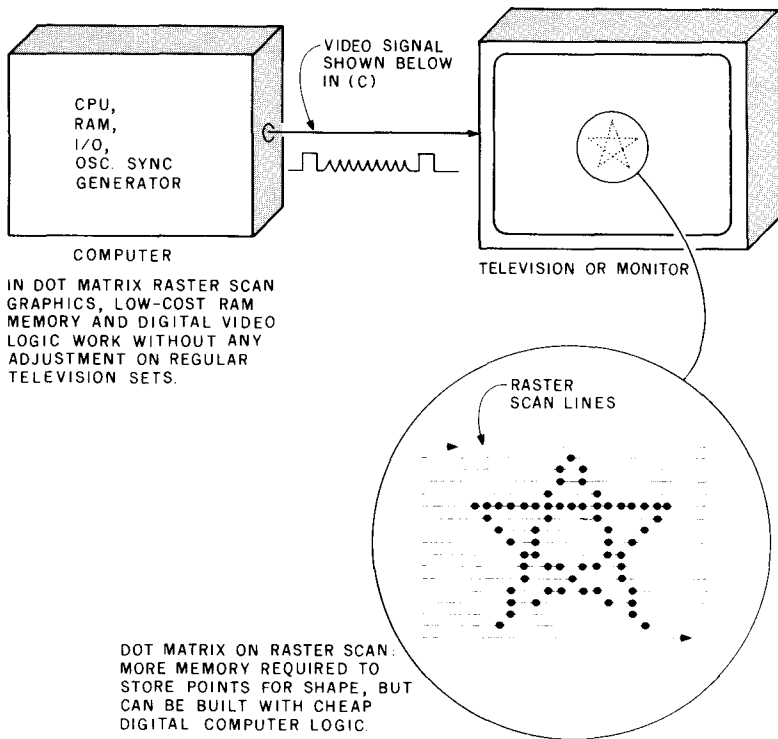 VIDEO SIGNAL
SHOWN BELOW
IN (C)
CPU,
RAM,
I/O,
OSC. SYNC
GENERATOR
COMPUTER
TELEVISION OR MONITOR
IN DOT MATRIX RASTER SCAN
GRAPHICS, LOW-COST RAM
MEMORY AND DIGITAL VIDEO
LOGIC WORK WITHOUT ANY
ADJUSTMENT ON REGULAR
TELEVISION SETS.
RASTER
SCAN LINES
DOT MATRIX ON RASTER SCAN:
MORE MEMORY REQUIRED TO
STORE POINTS FOR SHAPE, BUT
CAN BE BUILT WITH CHEAP
DIGITAL COMPUTER LOGIC.